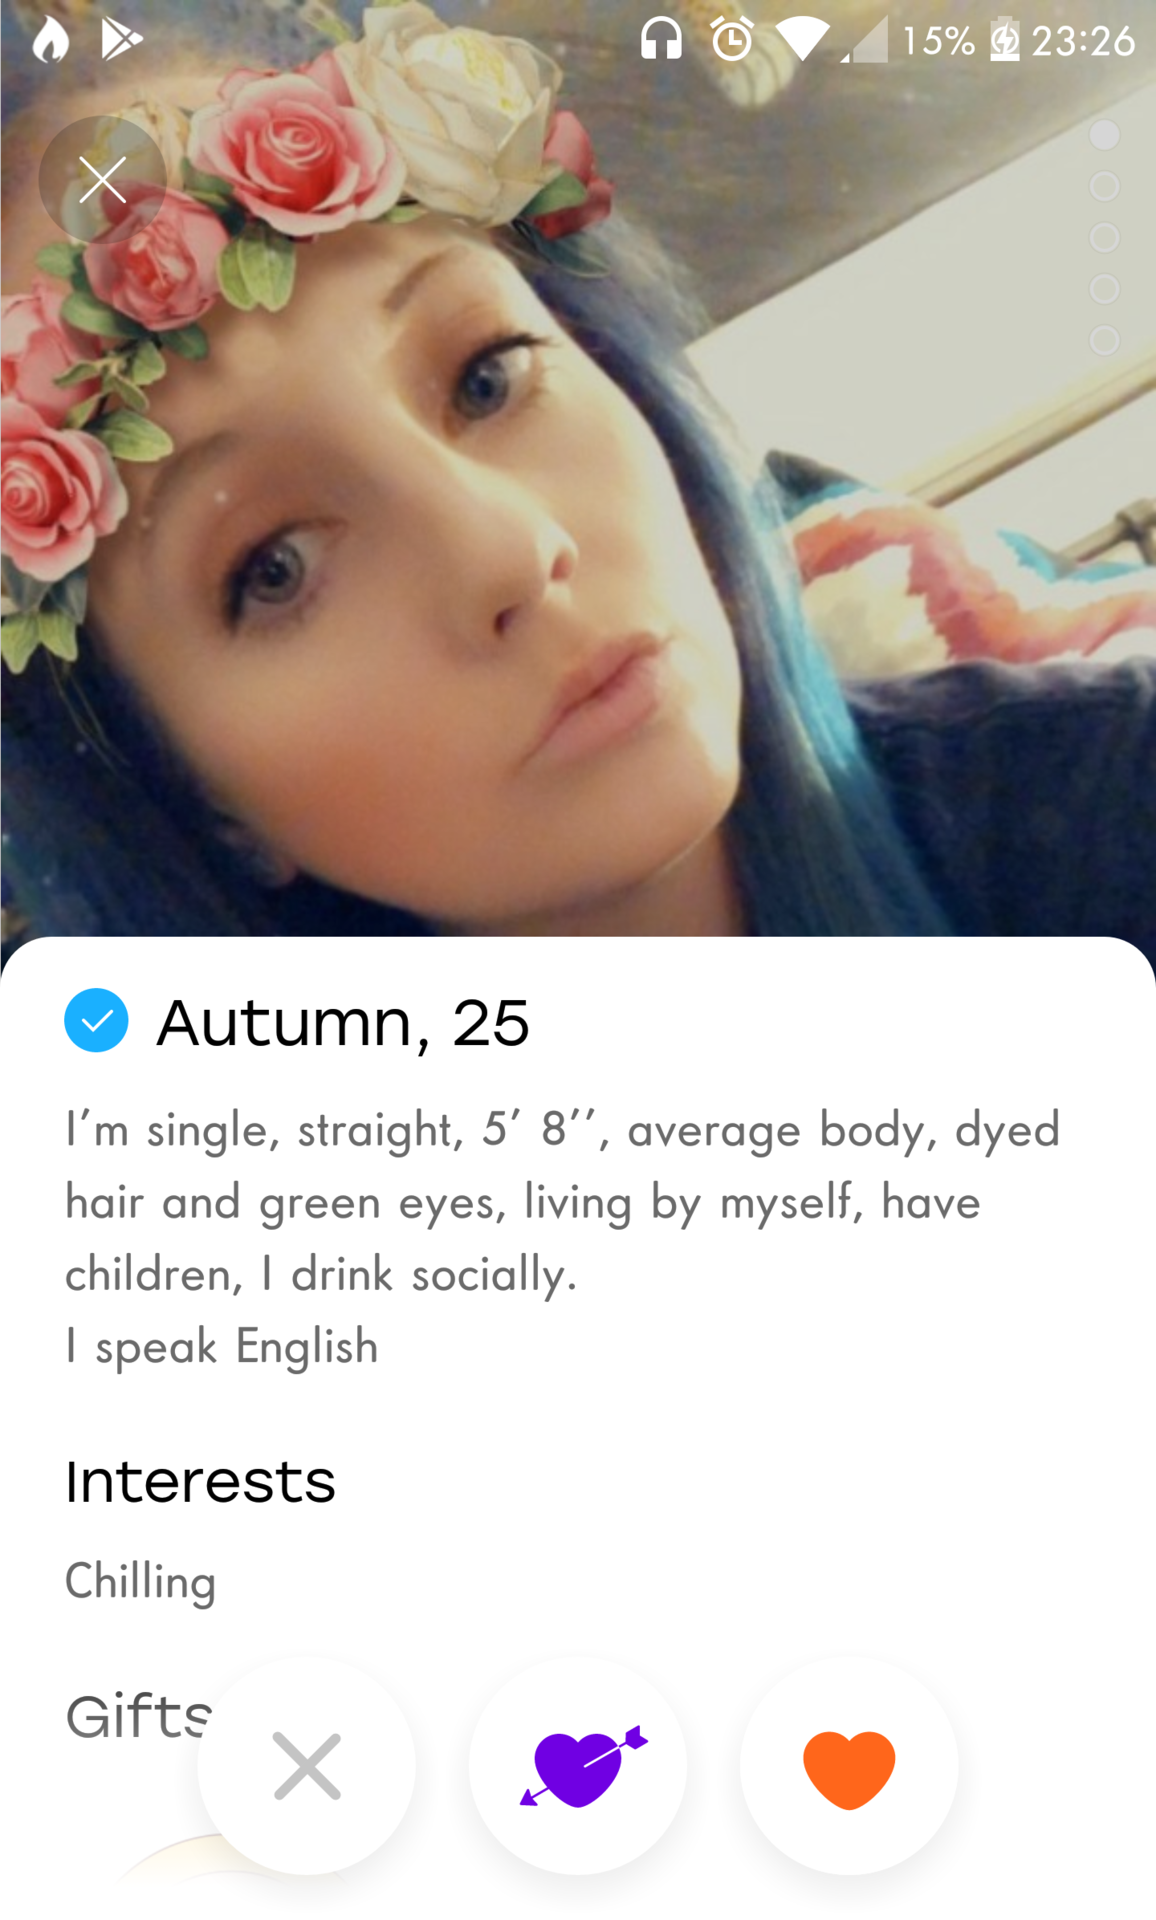 15% 23:26
Autumn, 25
I’m single, straight, 5’ 8’’, average body, dyed
hair and green eyes, living by myself, have
children, I drink socially.
I speak English
Interests
Chilling
Gifts